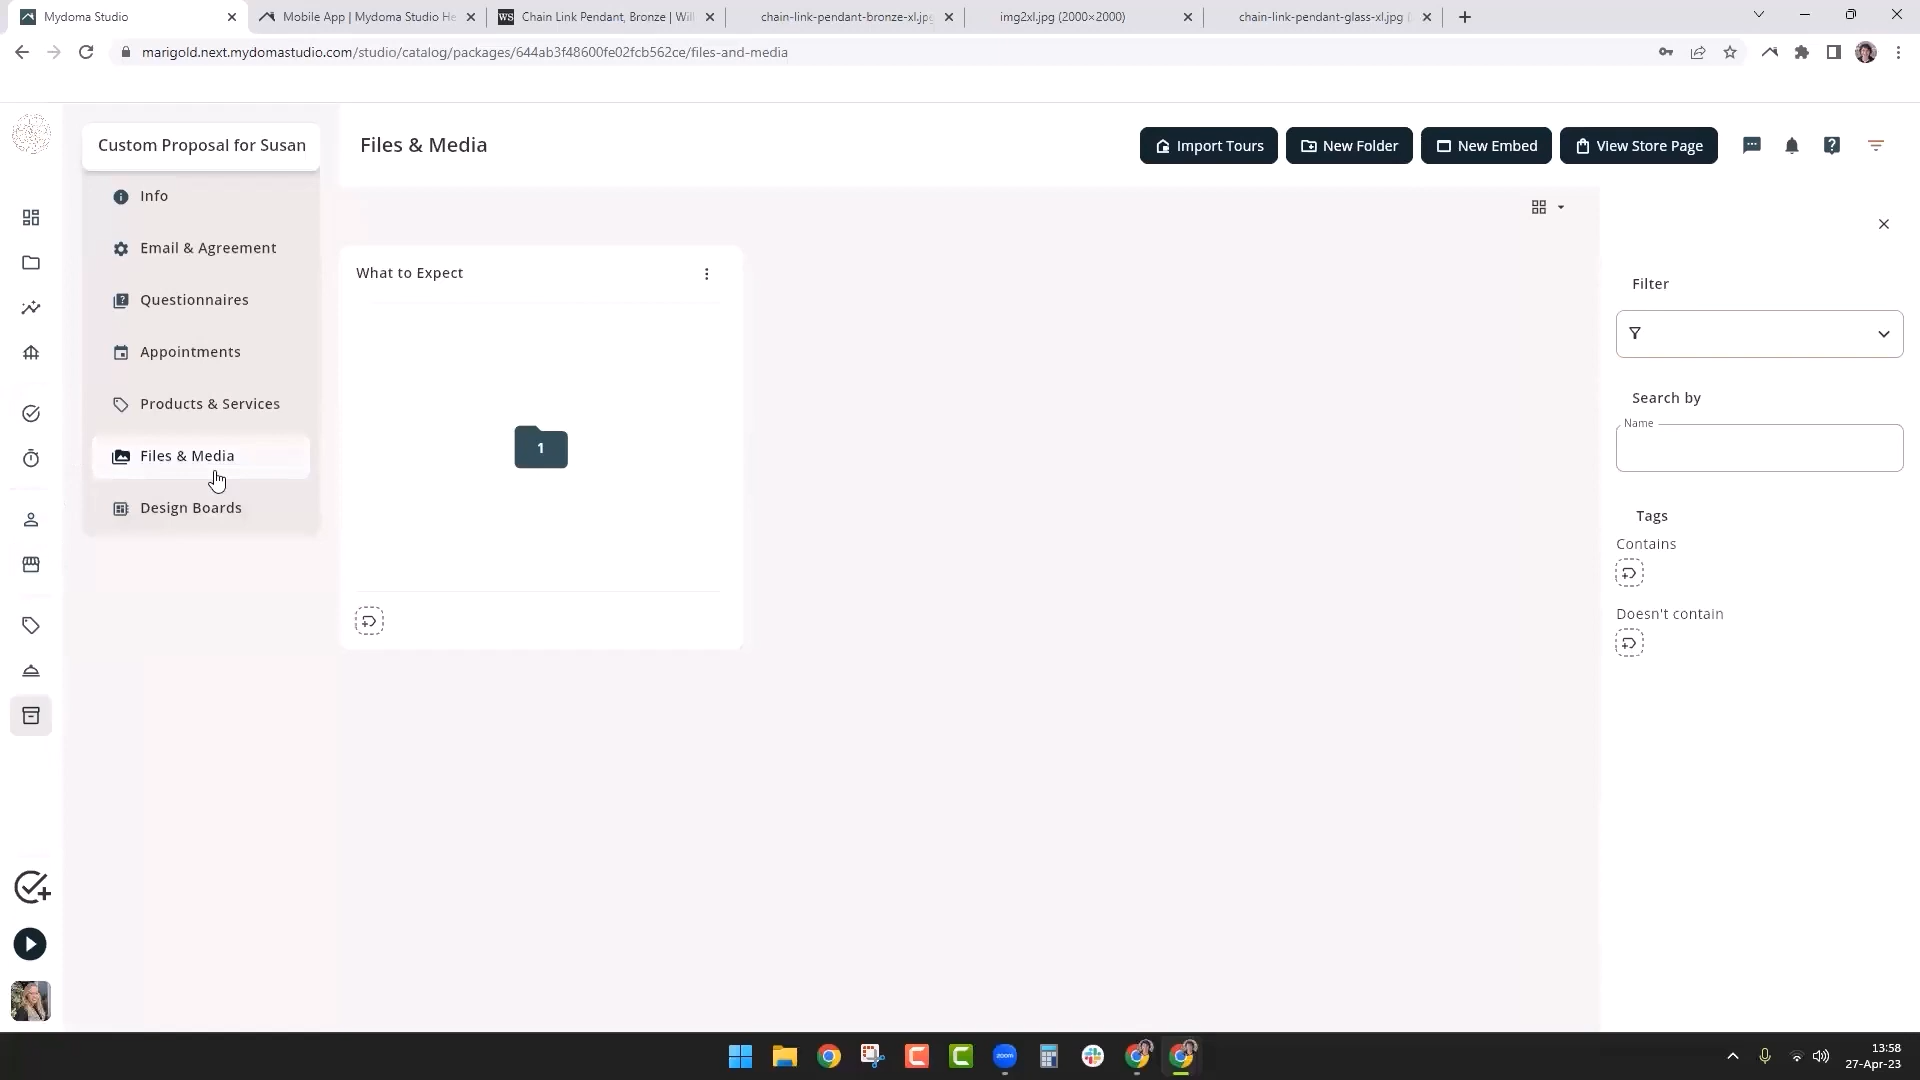 Mydoma Studio
Mobile App | Mydoma Studio He
WS Chain Link Pendant, Bronze | Wil
chain-link-pendant-bronze-xl.jpg
img2xl.jpg (2000×2000)
chain-link-pendant-glass-xl.jpg (
marigold.next.mydomastudio.com/studio/catalog/packages/644ab3f48600fe02fcb562ce/files-and-media
Custom Proposal for Susan
Files & Media
Import Tours
New Folder
New Embed
View Store Page
Info
Email & Agreement
Questionnaires
Appointments
Products & Services
Files & Media
Design Boards
What to Expect
1
Filter
Search by
Name
Tags
Contains
Doesn't contain
zoom
13:58
27-Apr-23